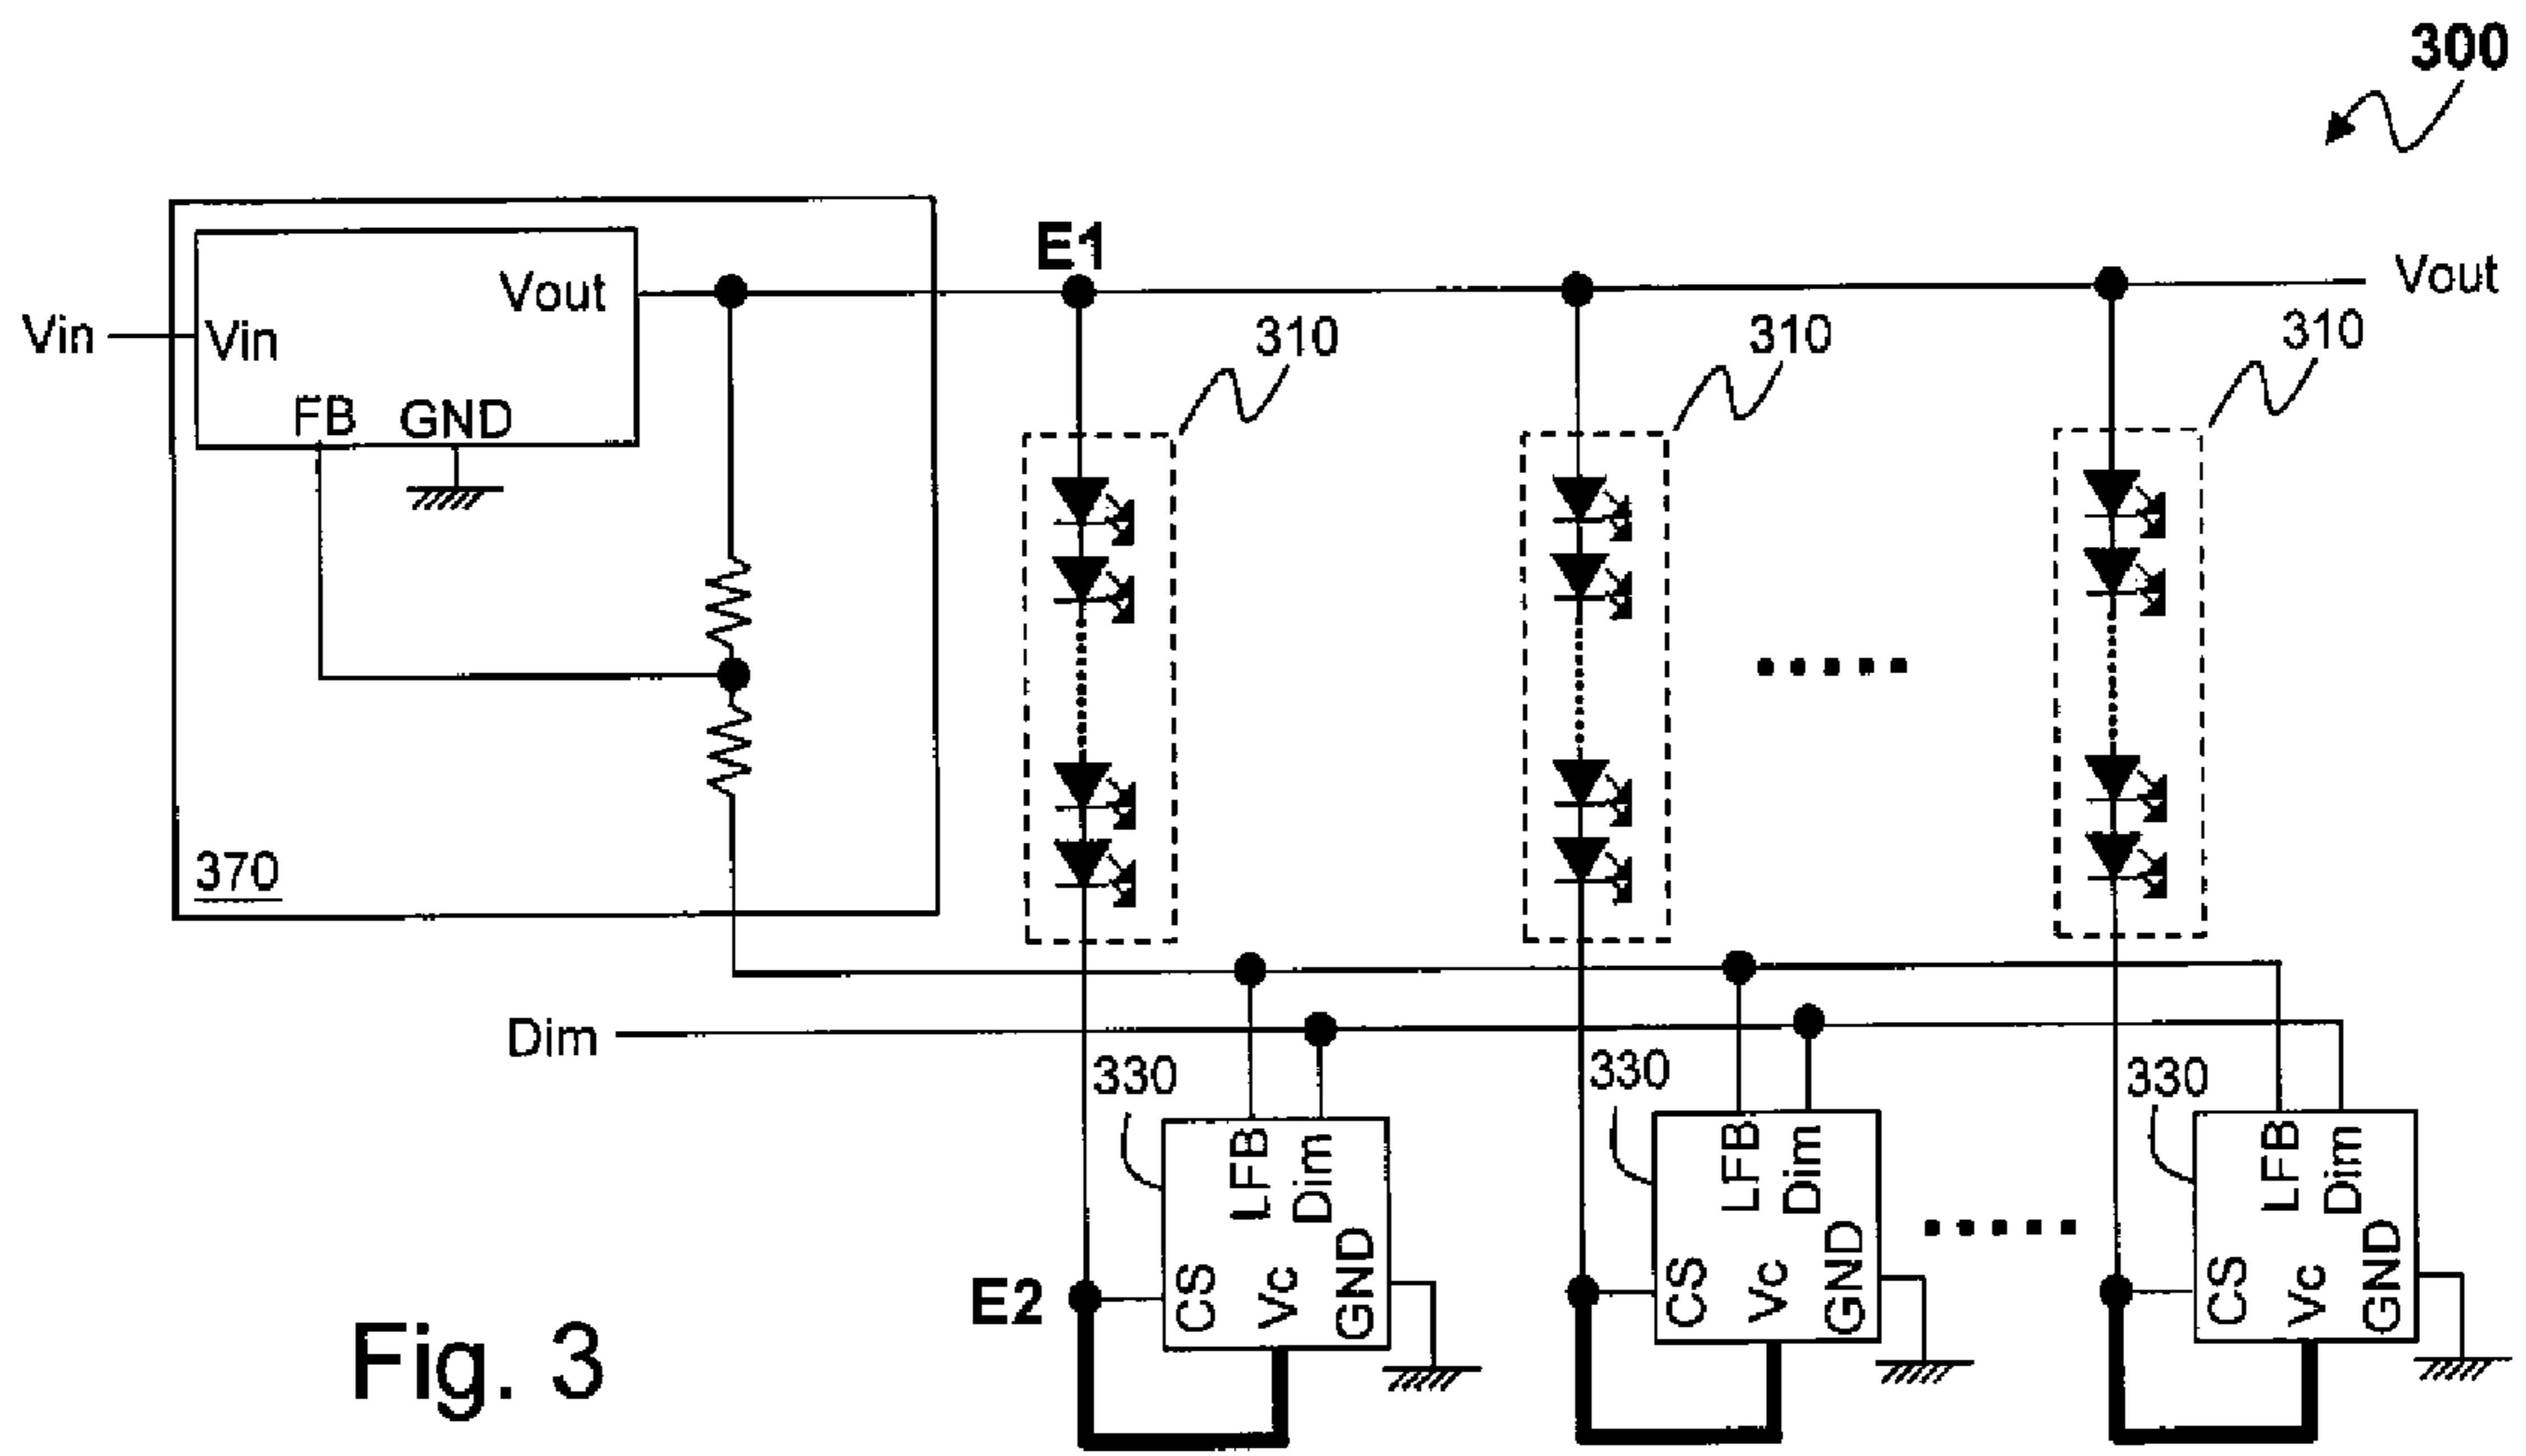 300
E1
Vout
Vout
Vin
Vin
310
310
310
FB
GND
370
Dim
330
330
330
LFB
Dim
CS
Vc
GND
LFB
Dim
CS
Vc
GND
LFB
Dim
CS
Vc
GND
E2
Fig. 3